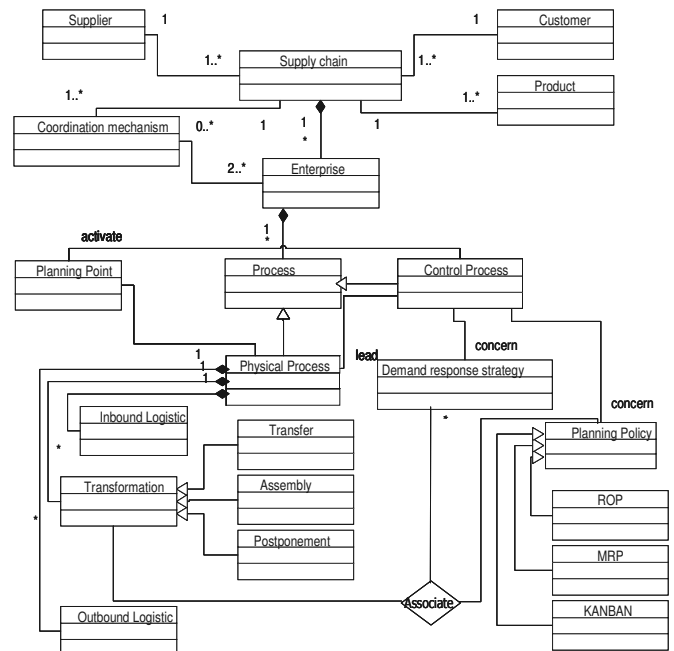 Supplier
1
1
Customer
Supply chain
1..*
1..*
Product
1..*
1..*
Coordination mechanism
0..*
1
1
1
*
2..*
Enterprise
activate
1
*
Planning Point
Process
Control Process
1
1
1
Physical Process
lead
concern
Demand response strategy
concern
*
Inbound Logistic
*
Transfer
Planning Policy
Transformation
Assembly
ROP
*
Postponement
MRP
Associate
KANBAN
Outbound Logistic